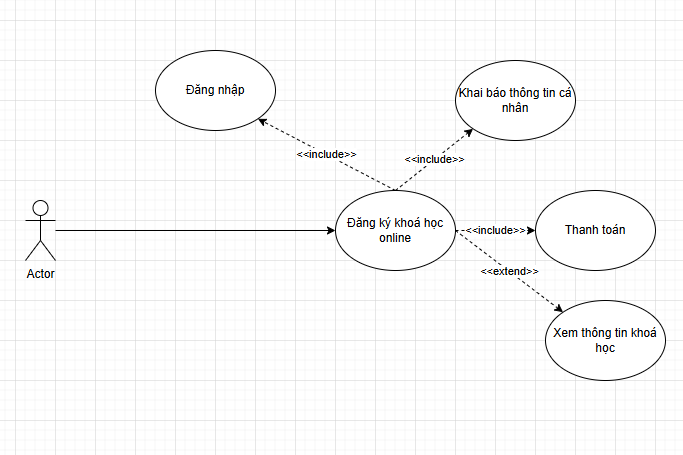 Đăng nhập
Khai báo thông tin cá
nhân
<<include>>
<<include>>
Đăng ký khoá học
online
<<include>>
Thanh toán
Actor
<<extend>>
Xem thông tin khoá
học